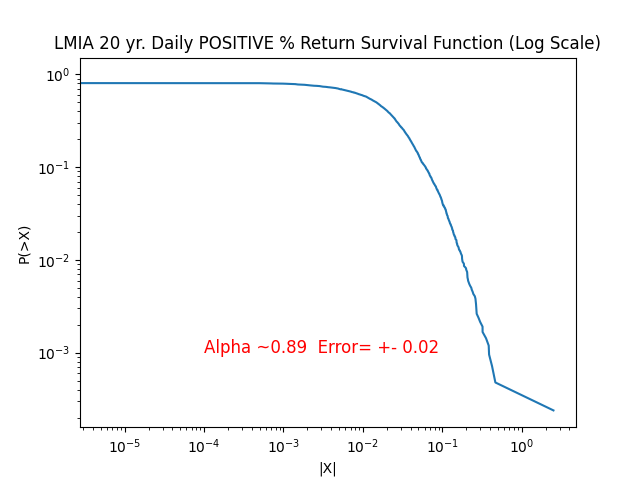 LMIA 20 yr. Daily POSITIVE % Return Survival Function (Log Scale)
P(>X)
10⁰
10⁻¹
10⁻²
10⁻³
Alpha ~0.89  Error= +- 0.02
10⁻⁵ 10⁻⁴ 10⁻³ 10⁻² 10⁻¹ 10⁰
|X|